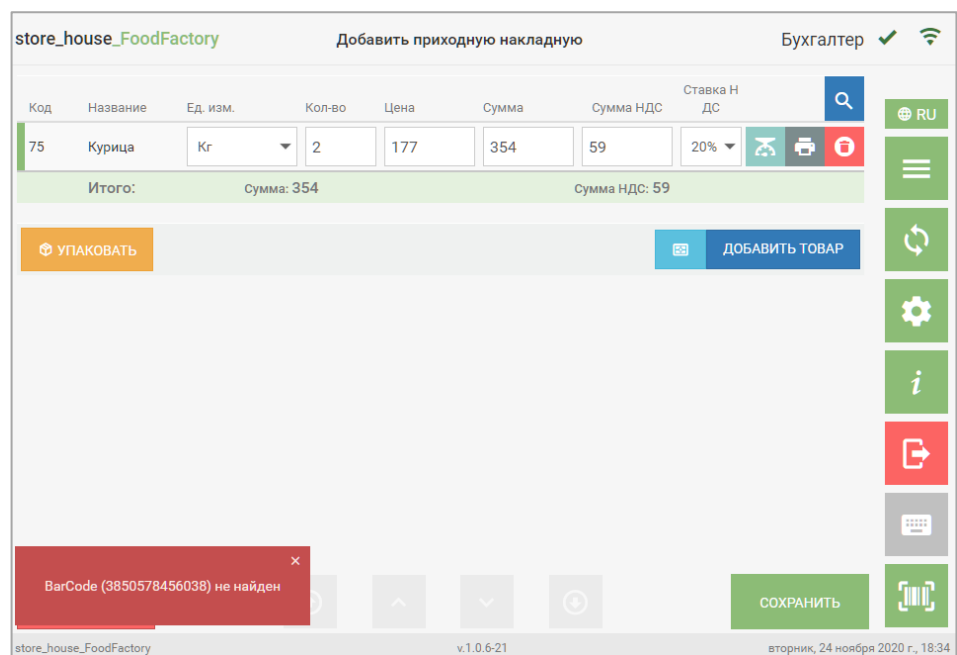 store_house_FoodFactory Добавить приходную накладную Бухгалтер
Код Название Ед. изм. Кол-во Цена Сумма Сумма НДС Ставка Н
ДС
RU
75 Курица Кг 2 177 354 59 20%
Итого: Сумма: 354 Сумма НДС: 59
УПАКОВАТЬ ДОБАВИТЬ ТОВАР
i
BarCode (3850578456038) не найден ×
СОХРАНИТЬ
store_house_FoodFactory v.1.0.6-21 вторник, 24 ноября 2020 г., 18:34